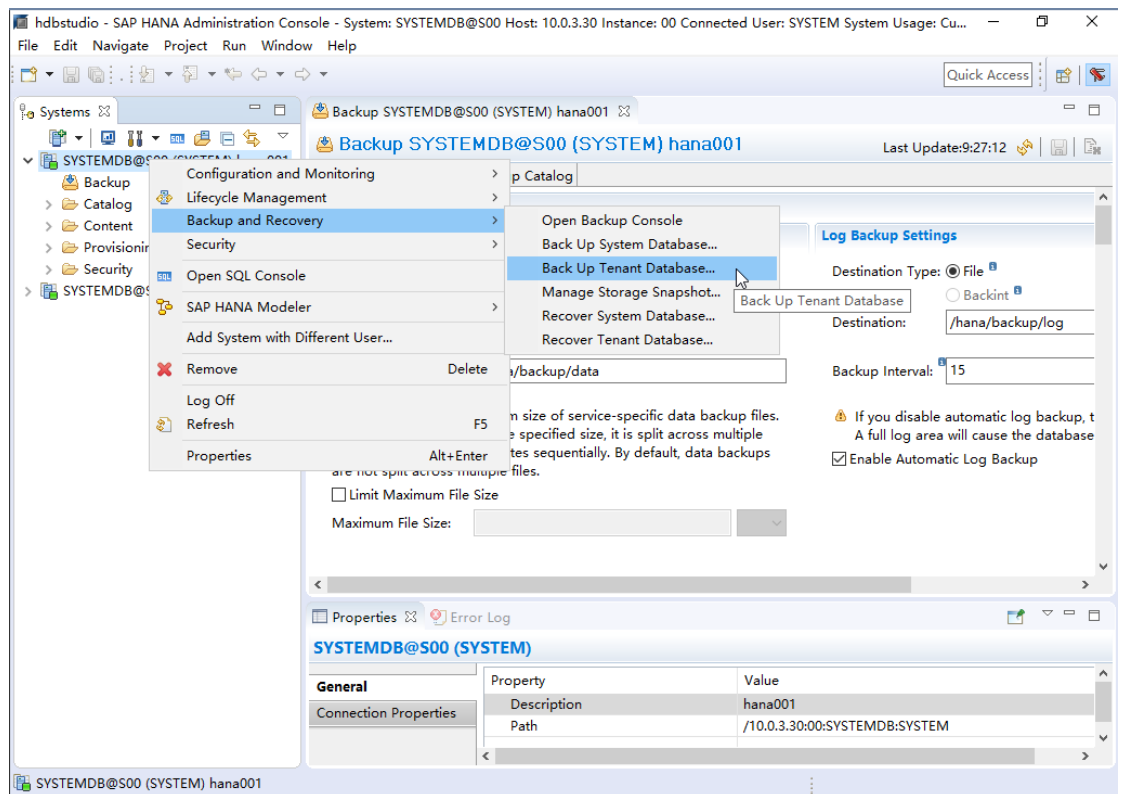 hdbstudio - SAP HANA Administration Console - System: SYSTEMDB@S00 Host: 10.0.3.30 Instance: 00 Connected User: SYSTEM System Usage: Cu...
File Edit Navigate Project Run Window Help
Quick Access
Systems
Backup SYSTEMDB@S00 (SYSTEM) hana001
Backup SYSTEMDB@S00 (SYSTEM) hana001
Last Update:9:27:12
SYSTEMDB@S00 (SYSTEM) hana001
Backup
Catalog
Content
Provisionin
Security
SYSTEMDB@S
p Catalog
Configuration and Monitoring
Lifecycle Management
Backup and Recovery
Security
SQL Open SQL Console
SAP HANA Modeler
Add System with Different User...
Remove Delete
Log Off
Refresh F5
Properties Alt+Enter
Open Backup Console
Back Up System Database...
Back Up Tenant Database...
Manage Storage Snapshot...
Recover System Database...
Recover Tenant Database...
Back Up Tenant Database
Log Backup Settings
Destination Type: File
Backint
Destination: /hana/backup/log
Backup Interval: 15
If you disable automatic log backup, t
A full log area will cause the database
Enable Automatic Log Backup
/backup/data
m size of service-specific data backup files.
e specified size, it is split across multiple
tes sequentially. By default, data backups
are not split across multiple files.
Limit Maximum File Size
Maximum File Size:
Properties Error Log
SYSTEMDB@S00 (SYSTEM)
General
Connection Properties
Property Value
Description hana001
Path /10.0.3.30:00:SYSTEMDB:SYSTEM
SYSTEMDB@S00 (SYSTEM) hana001